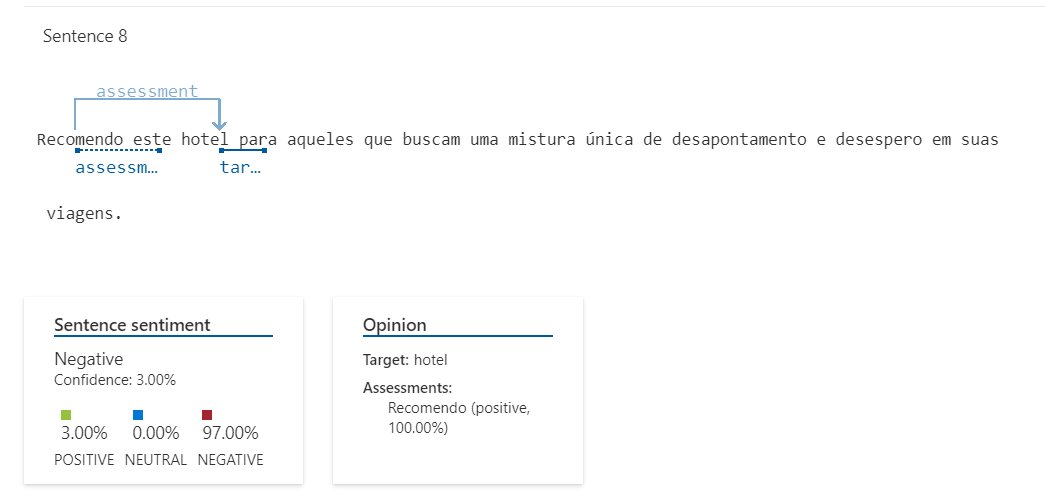 Sentence 8
assessment
Recomendo este hotel para aqueles que buscam uma mistura única de desapontamento e desespero em suas
assessm… tar…
viagens.
Sentence sentiment
Negative
Confidence: 3.00%
3.00% 0.00% 97.00%
POSITIVE NEUTRAL NEGATIVE
Opinion
Target: hotel
Assessments:
Recomendo (positive,
100.00%)